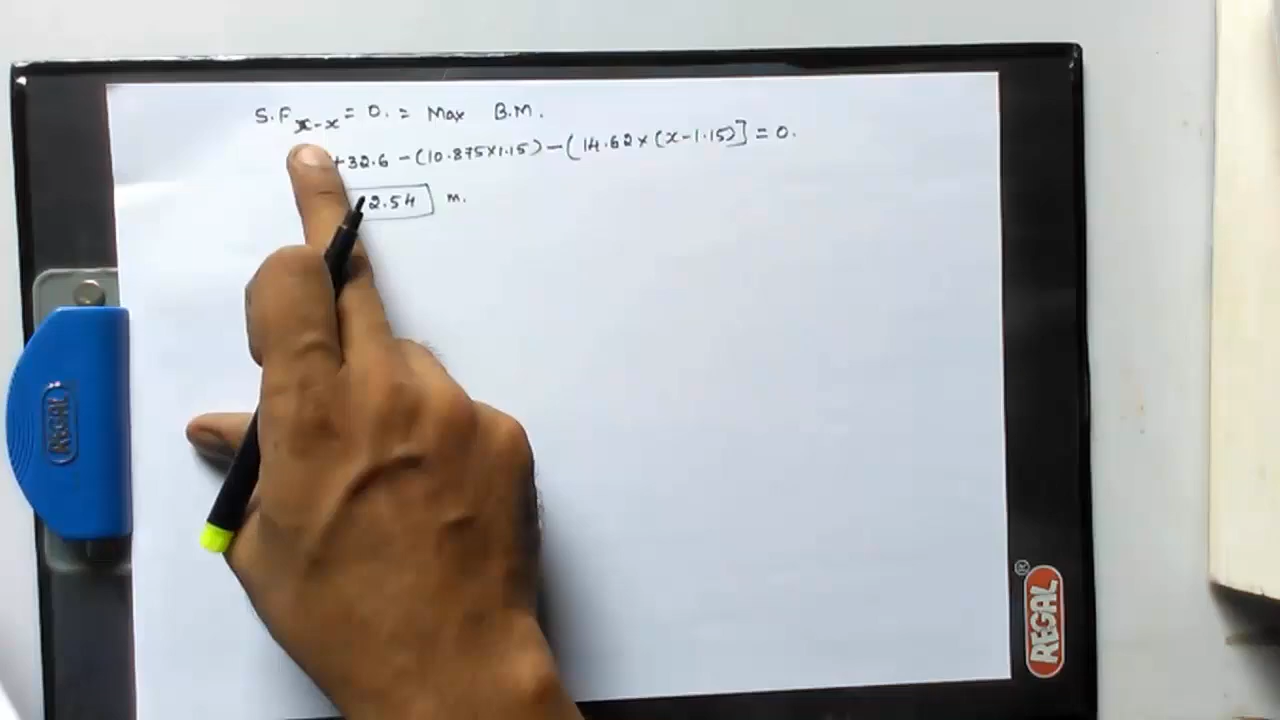 S.F x-x = 0. = Max B.M.
+32.6 - (10.875×1.15) - (14.62 × (x-1.15)] = 0.
2.54 m.
REGAL
REGAL ®